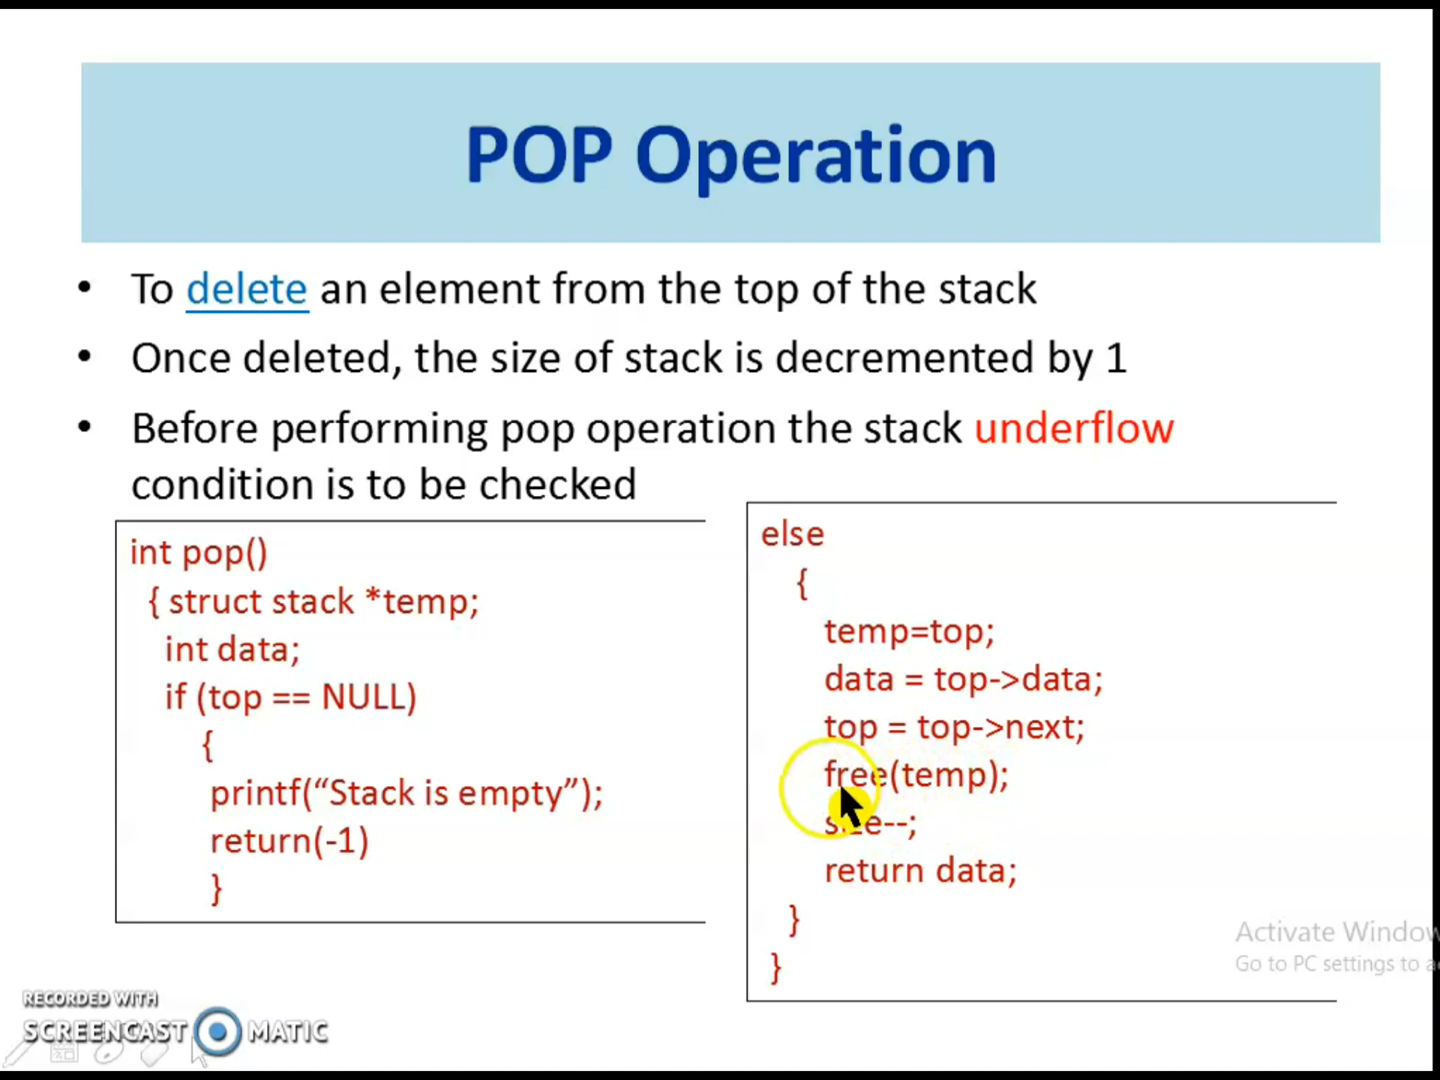 POP Operation
• To delete an element from the top of the stack
• Once deleted, the size of stack is decremented by 1
• Before performing pop operation the stack underflow
condition is to be checked
int pop()
{ struct stack *temp;
int data;
if (top == NULL)
{
printf(“Stack is empty”);
return(-1)
}
else
{
temp=top;
data = top->data;
top = top->next;
free(temp);
size--;
return data;
}
}
Activate Window
Go to PC settings to a
RECORDED WITH
SCREENCAST MATIC